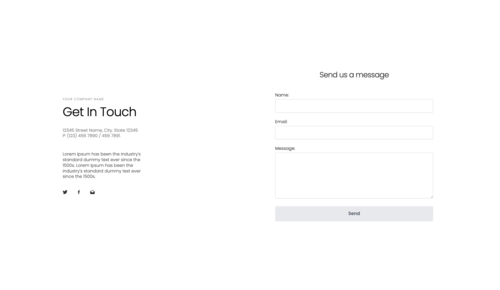 YOUR COMPANY NAME
Get In Touch
12345 Street Name, City, State 12345
P: (123) 456 7890 / 456 7891
Lorem Ipsum has been the industry's
standard dummy text ever since the
1500s. Lorem Ipsum has been the
industry's standard dummy text ever
since the 1500s.
Send us a message
Name:
Email:
Message:
Send